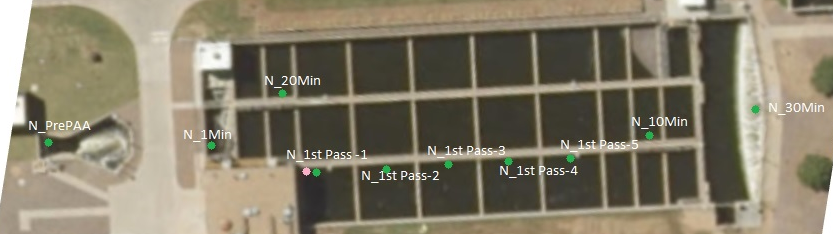 N_20Min
N_30Min
N_PrePAA
N_1Min
N_10Min
N_1st Pass -1
N_1st Pass-3
N_1st Pass-5
N_1st Pass-2
N_1st Pass-4